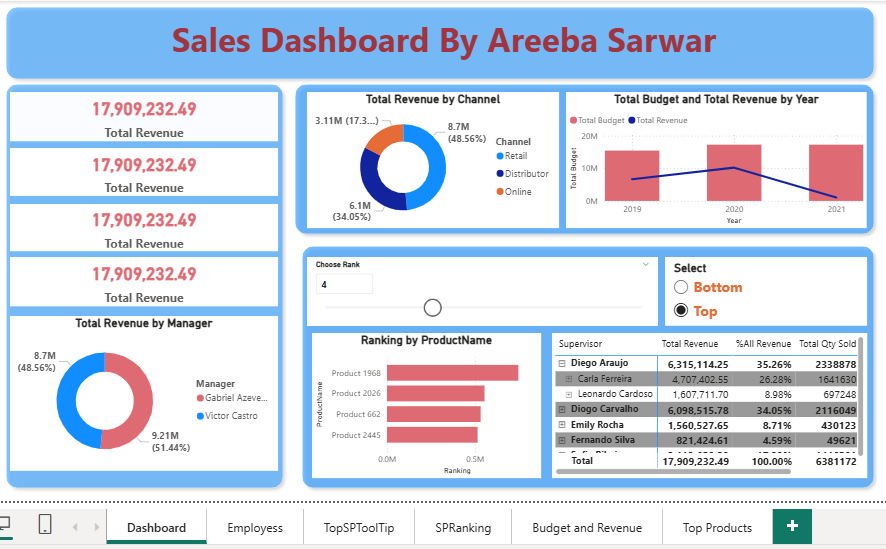 Sales Dashboard By Areeba Sarwar
17,909,232.49
Total Revenue
17,909,232.49
Total Revenue
17,909,232.49
Total Revenue
17,909,232.49
Total Revenue
Total Revenue by Manager
8.7M
(48.56%)
9.21M
(51.44%)
Manager
Gabriel Azeve...
Victor Castro
Total Revenue by Channel
3.11M (17.3...)
8.7M
(48.56%)
6.1M
(34.05%)
Channel
Retail
Distributor
Online
Total Budget and Total Revenue by Year
Total Budget Total Revenue
Total Budget
20M
10M
0M
2019 2020 2021
Year
Choose Rank
4
Select
Bottom
Top
Ranking by ProductName
ProductName
Product 1968
Product 2026
Product 662
Product 2445
0.0M 0.5M
Ranking
Supervisor Total Revenue %All Revenue Total Qty Sold
Diego Araujo 6,315,114.25 35.26% 2338878
Carla Ferreira 4,707,402.55 26.28% 1641630
Leonardo Cardoso 1,607,711.70 8.98% 697248
Diogo Carvalho 6,098,515.78 34.05% 2116049
Emily Rocha 1,560,527.65 8.71% 430123
Fernando Silva 821,424.61 4.59% 49621
Total 17,909,232.49 100.00% 6381172
Dashboard Employess TopSPToolTip SPRanking Budget and Revenue Top Products +